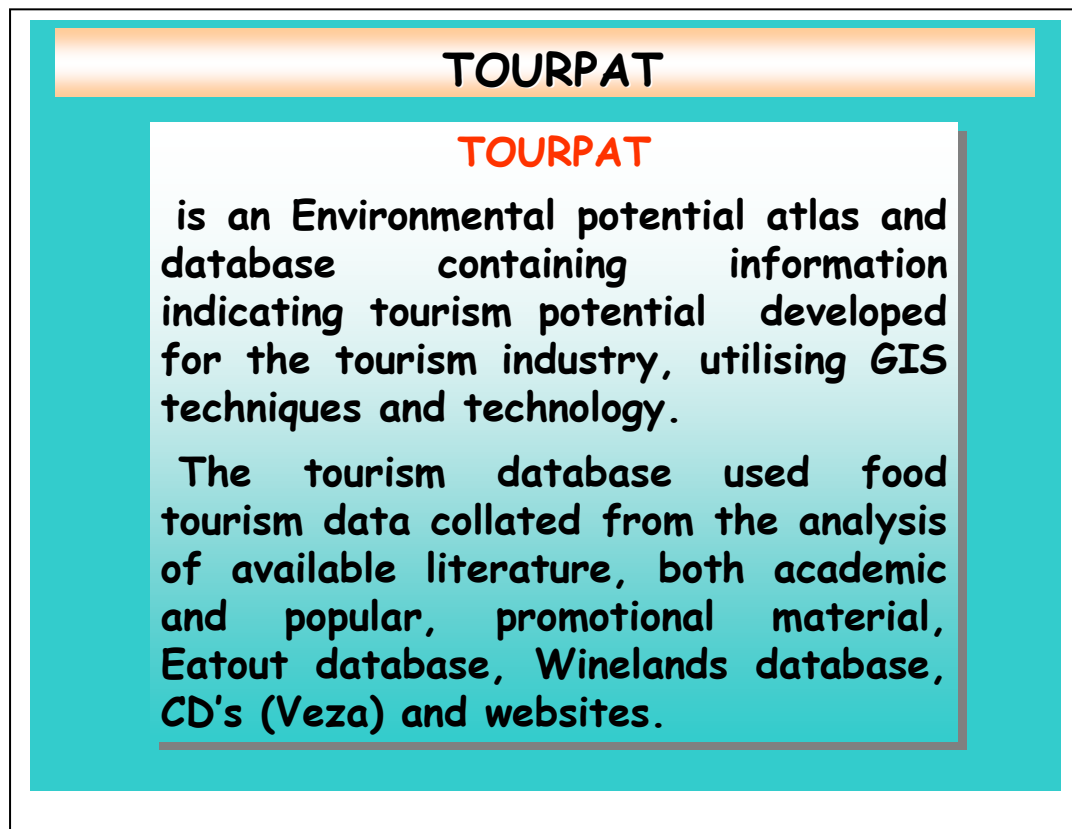 TOURPAT
TOURPAT
is an Environmental potential atlas and
database containing information
indicating tourism potential developed
for the tourism industry, utilising GIS
techniques and technology.
The tourism database used food
tourism data collated from the analysis
of available literature, both academic
and popular, promotional material,
Eatout database, Winelands database,
CD's (Veza) and websites.